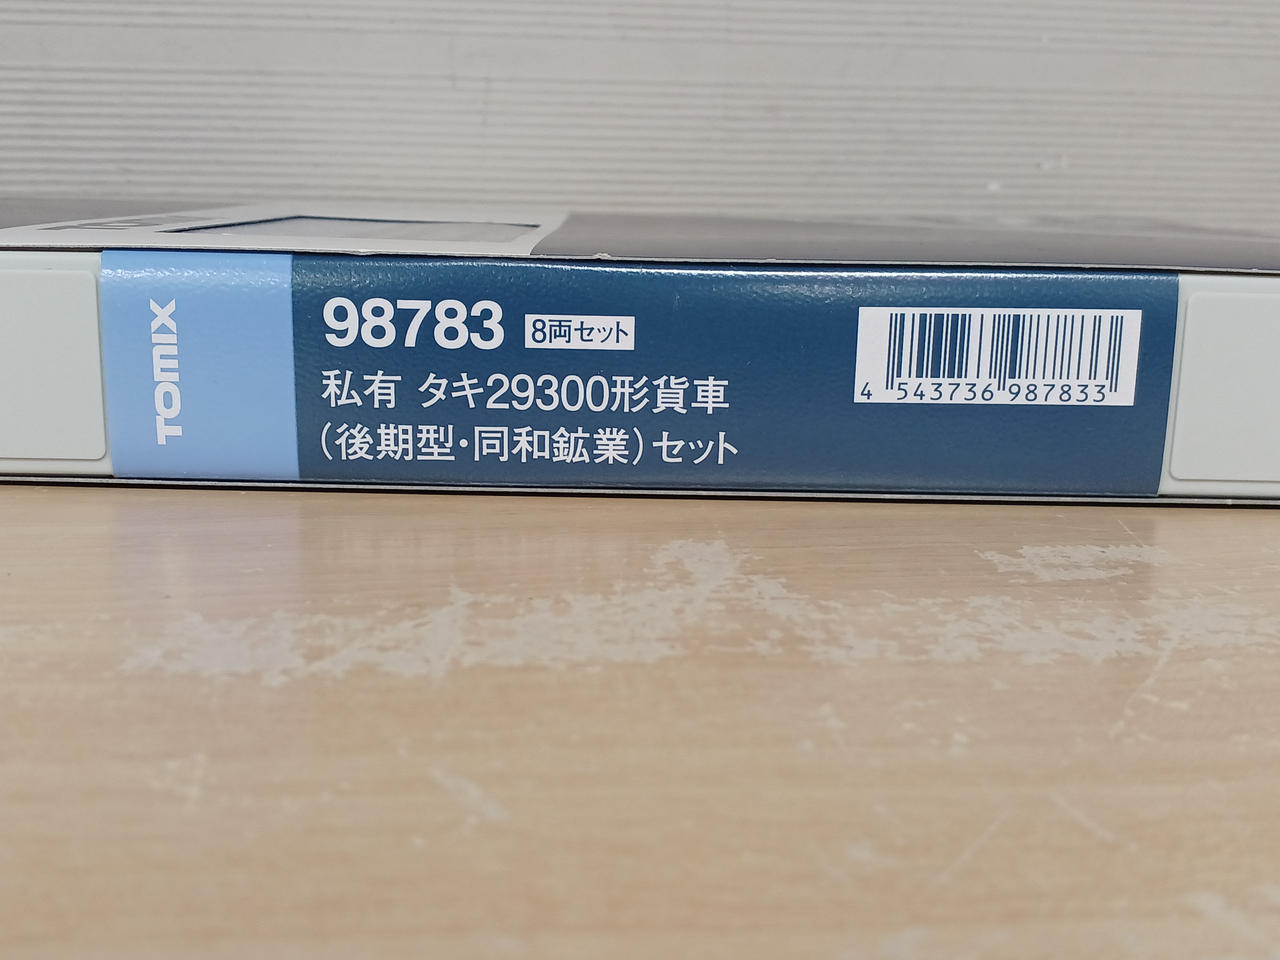 TOMIX
98783 8両セット
私有 タキ29300形貨車
(後期型・同和鉱業)セット
4 543736 987833